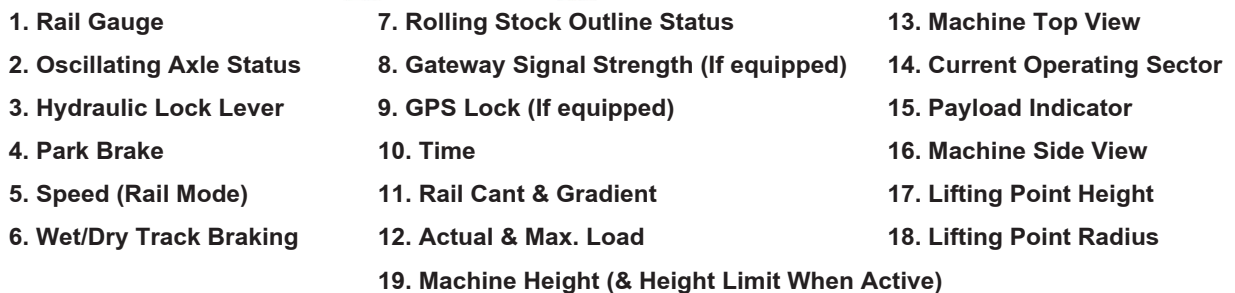 1. Rail Gauge
2. Oscillating Axle Status
3. Hydraulic Lock Lever
4. Park Brake
5. Speed (Rail Mode)
6. Wet/Dry Track Braking
7. Rolling Stock Outline Status
8. Gateway Signal Strength (If equipped)
9. GPS Lock (If equipped)
10. Time
11. Rail Cant & Gradient
12. Actual & Max. Load
13. Machine Top View
14. Current Operating Sector
15. Payload Indicator
16. Machine Side View
17. Lifting Point Height
18. Lifting Point Radius
19. Machine Height (& Height Limit When Active)